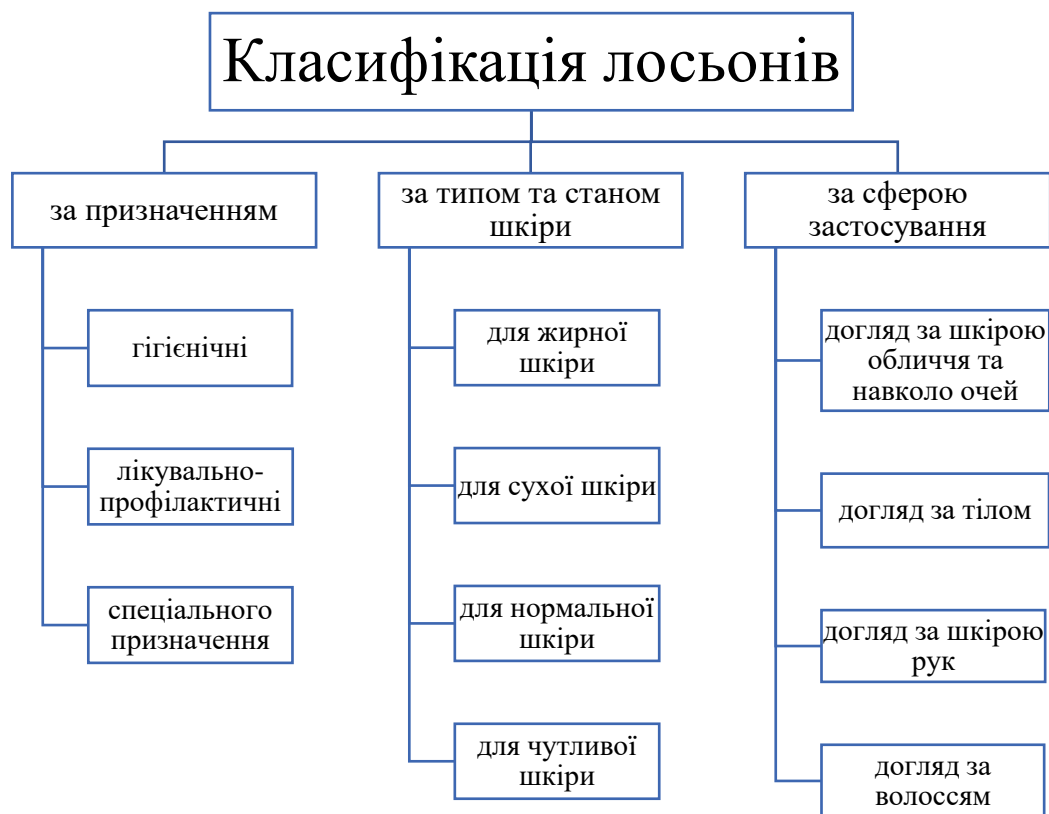 Класифікація лосьонів
за призначенням
гігієнічні
лікувально-
профілактичні
спеціального
призначення
за типом та станом
шкіри
для жирної
шкіри
для сухої шкіри
для нормальної
шкіри
для чутливої
шкіри
за сферою
застосування
догляд за шкірою
обличчя та
навколо очей
догляд за тілом
догляд за шкірою
рук
догляд за
волоссям